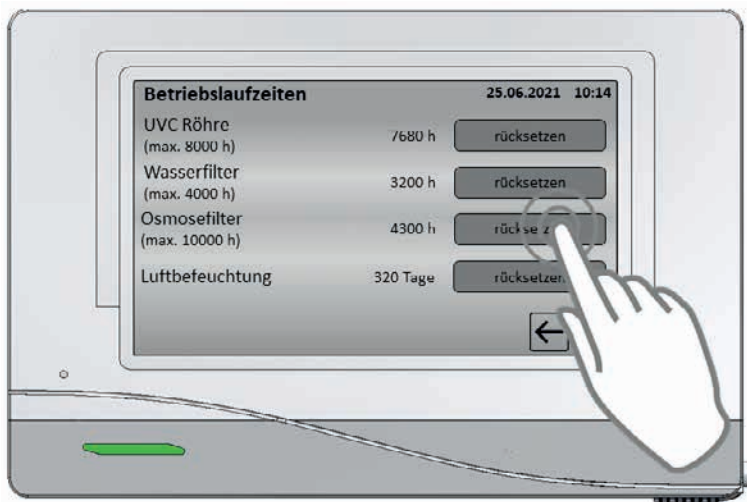 Betriebslaufzeiten 25.06.2021 10:14
UVC Röhre
(max. 8000 h) 7680 h rücksetzen
Wasserfilter
(max. 4000 h) 3200 h rücksetzen
Osmosefilter
(max. 10000 h) 4300 h
Luftbefeuchtung 320 Tage rücksetzen